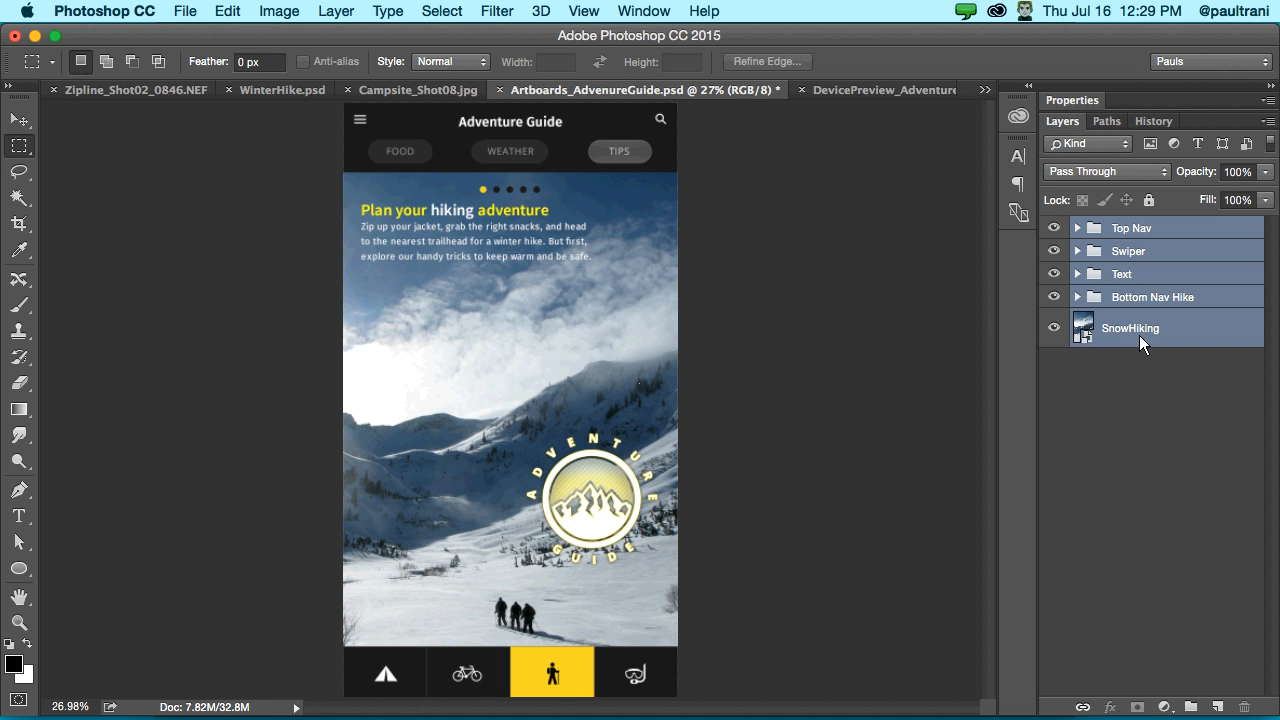 Photoshop CC File Edit Image Layer Type Select Filter 3D View Window Help Thu Jul 16 12:29 PM @paultrani
Adobe Photoshop CC 2015
Feather: 0 px Anti-alias Style: Normal Width: Height: Refine Edge... Pauls
Zipline_Shot02_0846.NEF WinterHike.psd Campsite_Shot08.jpg Artboards_AdvenureGuide.psd @ 27% (RGB/8) * DevicePreview_Adventure
Adventure Guide
FOOD WEATHER TIPS
Plan your hiking adventure
Zip up your jacket, grab the right snacks, and head
to the nearest trailhead for a winter hike. But first,
explore our handy tricks to keep warm and be safe.
ADVENTURE
GUIDE
Properties
Layers Paths History
Kind
Pass Through Opacity: 100%
Lock: Fill: 100%
Top Nav
Swiper
Text
Bottom Nav Hike
SnowHiking
26.98% Doc: 7.82M/32.8M